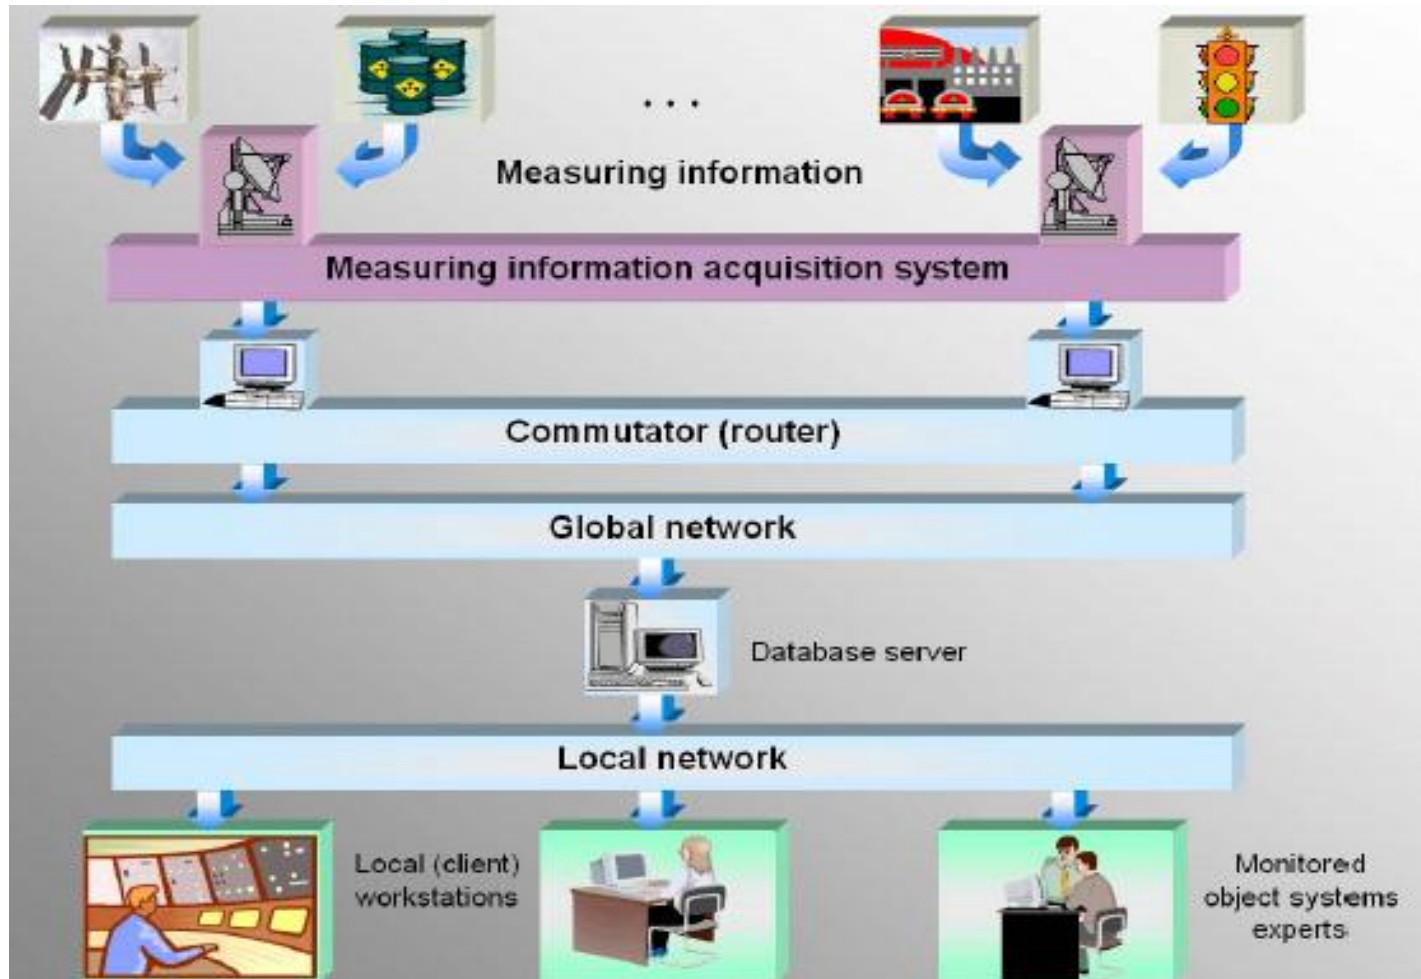 . . .
Measuring information
Measuring information acquisition system
Commutator (router)
Global network
Database server
Local network
Local (client)
workstations
Monitored
object systems
experts